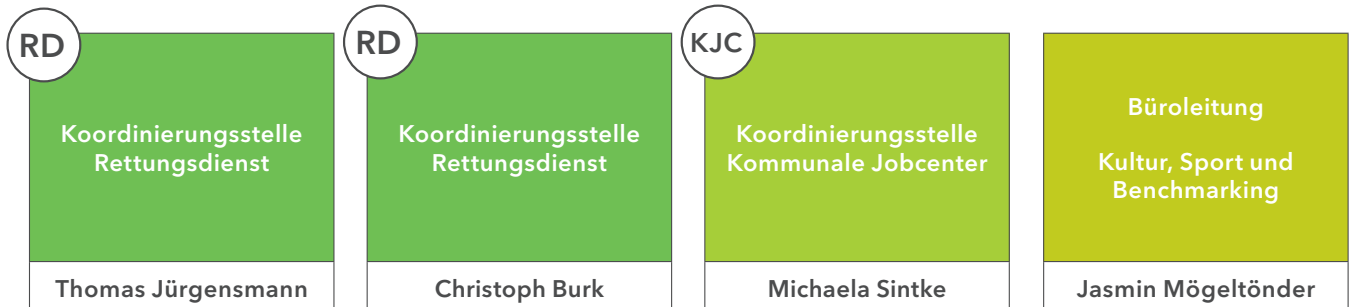 RD
Koordinierungsstelle
Rettungsdienst
Thomas Jürgensmann
RD
Koordinierungsstelle
Rettungsdienst
Christoph Burk
KJC
Koordinierungsstelle
Kommunale Jobcenter
Michaela Sintke
Büroleitung
Kultur, Sport und
Benchmarking
Jasmin Mögeltönder